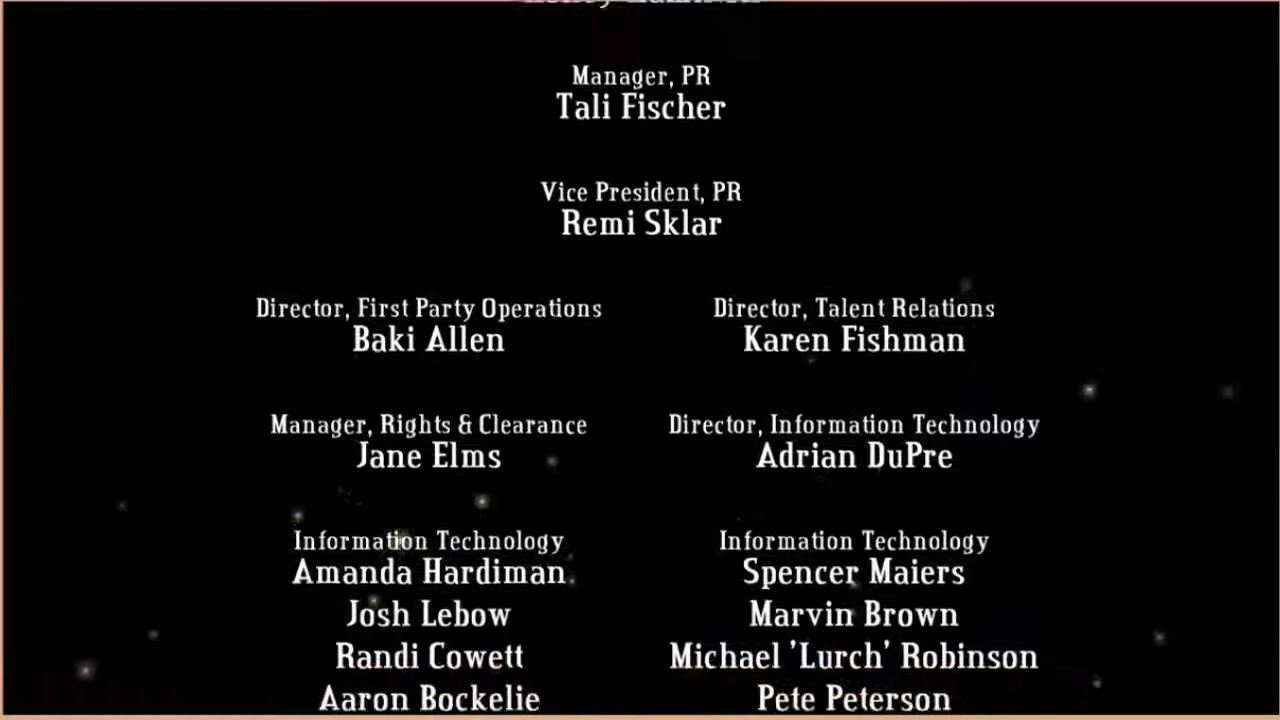 Manager, PR
Tali Fischer
Vice President, PR
Remi Sklar
Director, First Party Operations
Baki Allen
Director, Talent Relations
Karen Fishman
Manager, Rights & Clearance
Jane Elms
Director, Information Technology
Adrian DuPre
Information Technology
Amanda Hardiman
Josh Lebow
Randi Cowett
Aaron Bockelie
Information Technology
Spencer Maiers
Marvin Brown
Michael 'Lurch' Robinson
Pete Peterson